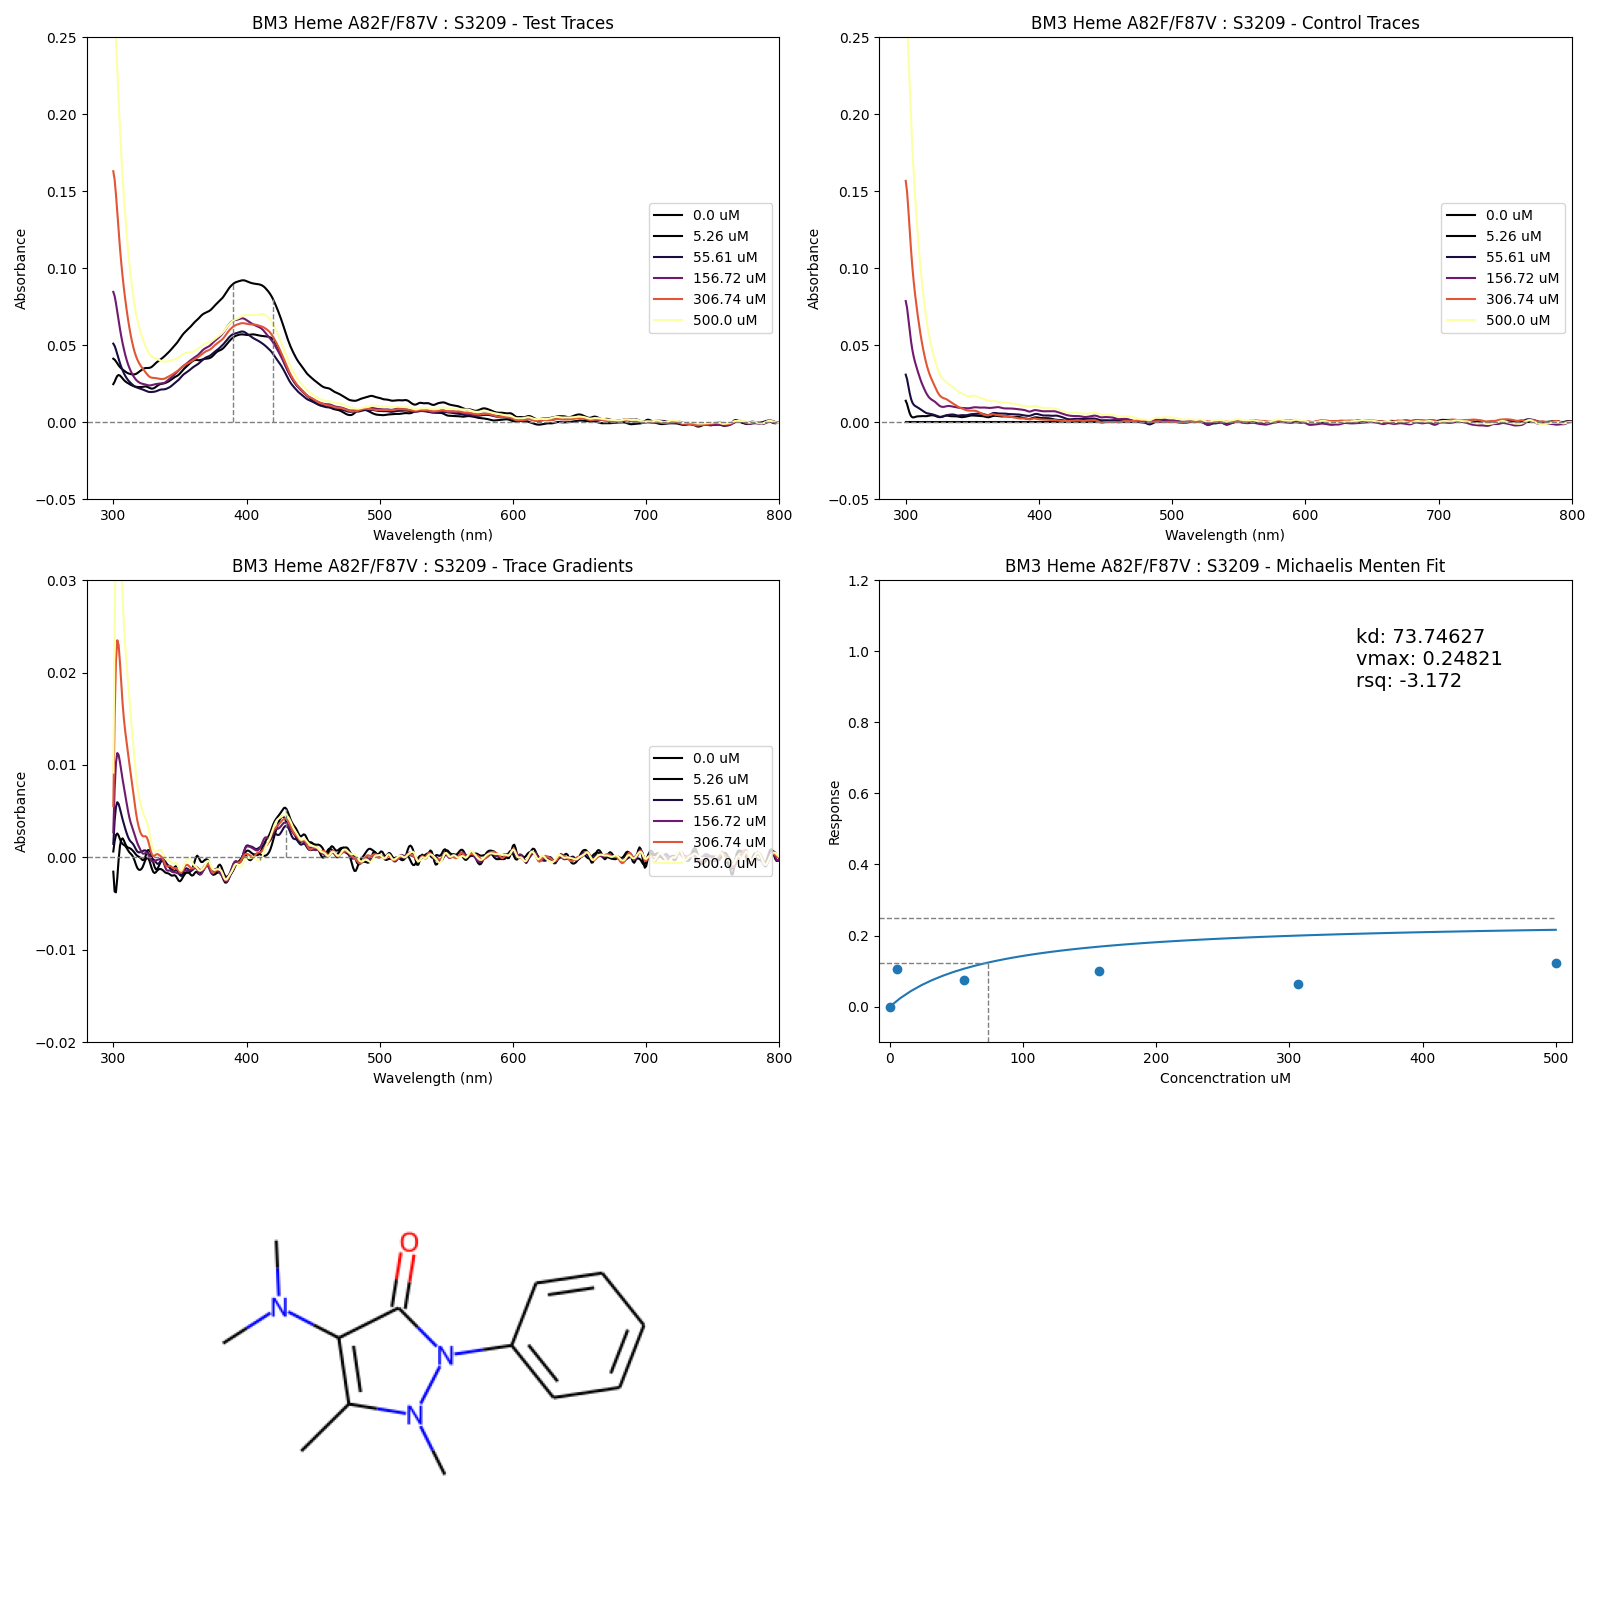 BM3 Heme A82F/F87V : S3209 - Test Traces
0.25
0.20
0.15
0.10
0.05
0.00
−0.05
Absorbance
0.0 uM
5.26 uM
55.61 uM
156.72 uM
306.74 uM
500.0 uM
300 400 500 600 700 800
Wavelength (nm)
BM3 Heme A82F/F87V : S3209 - Control Traces
0.25
0.20
0.15
0.10
0.05
0.00
−0.05
Absorbance
0.0 uM
5.26 uM
55.61 uM
156.72 uM
306.74 uM
500.0 uM
300 400 500 600 700 800
Wavelength (nm)
BM3 Heme A82F/F87V : S3209 - Trace Gradients
0.03
0.02
0.01
0.00
−0.01
−0.02
Absorbance
0.0 uM
5.26 uM
55.61 uM
156.72 uM
306.74 uM
500.0 uM
300 400 500 600 700 800
Wavelength (nm)
BM3 Heme A82F/F87V : S3209 - Michaelis Menten Fit
1.2
1.0
0.8
0.6
0.4
0.2
0.0
Response
kd: 73.74627
vmax: 0.24821
rsq: -3.172
0 100 200 300 400 500
Concenctration uM
O
N
N
N